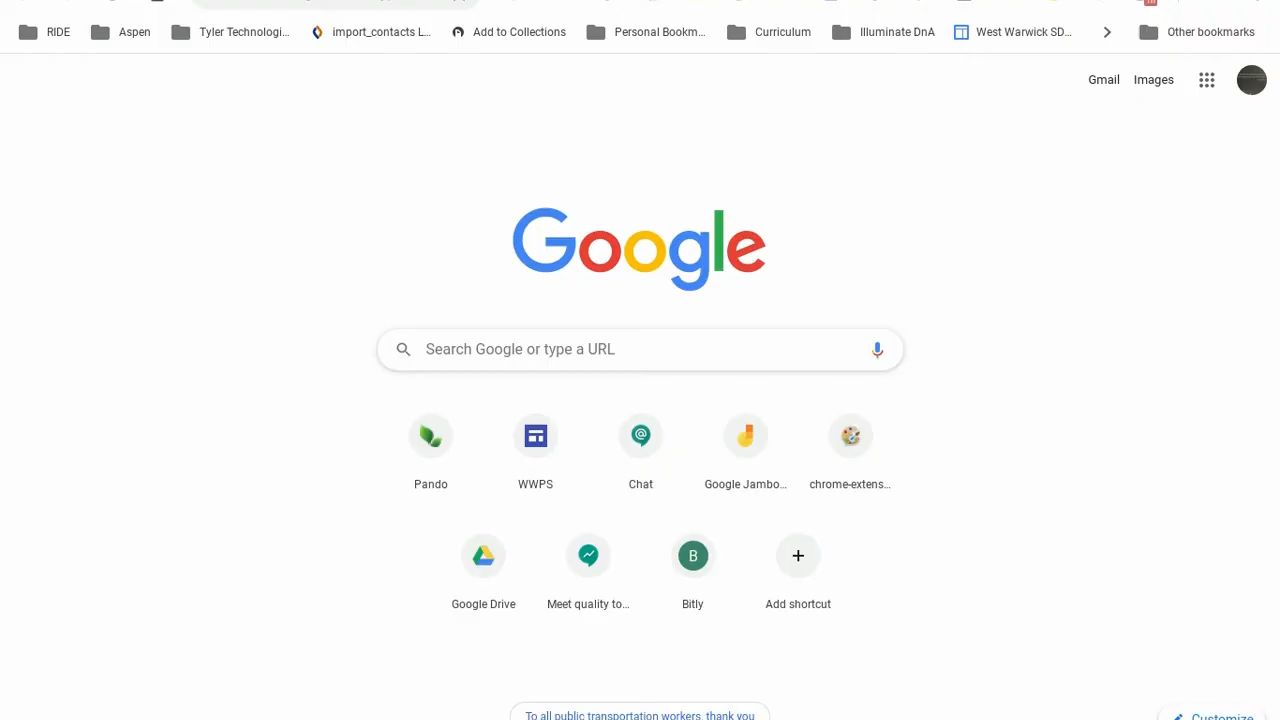 RIDE Aspen Tyler Technologi... import_contacts L... Add to Collections Personal Bookm... Curriculum Illuminate DnA West Warwick SD... Other bookmarks
Gmail Images
Google
Search Google or type a URL
Pando WWPS Chat Google Jambo... chrome-extens...
B
Google Drive Meet quality to... Bitly Add shortcut
To all public transportation workers, thank you
Customize